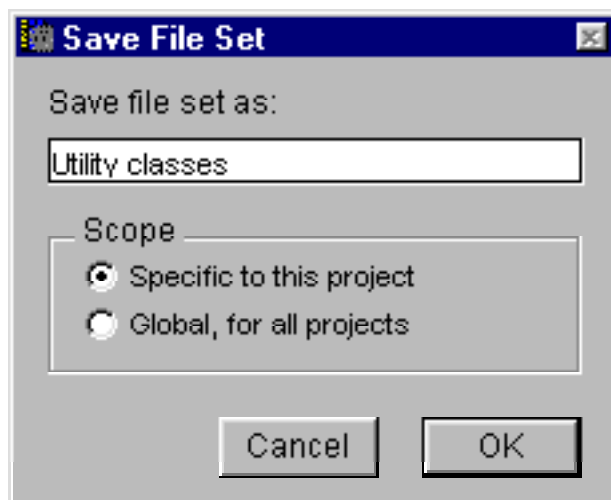 Save File Set
Save file set as:
Utility classes
Scope
Specific to this project
Global, for all projects
Cancel OK